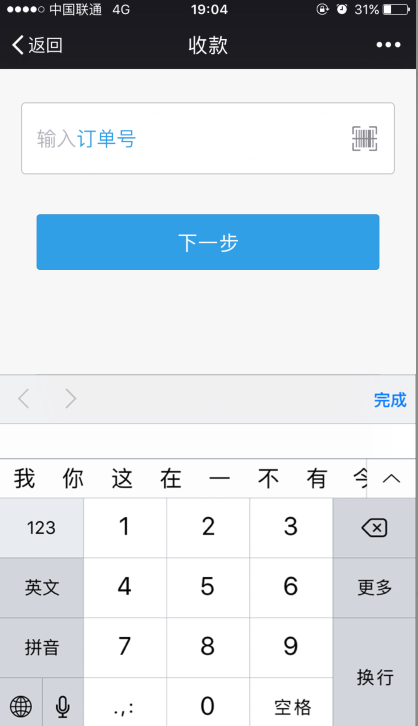 中国联通 4G 19:04 31%
返回 收款
输入订单号
下一步
完成
我 你 这 在 一 不 有 今
123 1 2 3
英文 4 5 6 更多
拼音 7 8 9
换行
.,: 0 空格